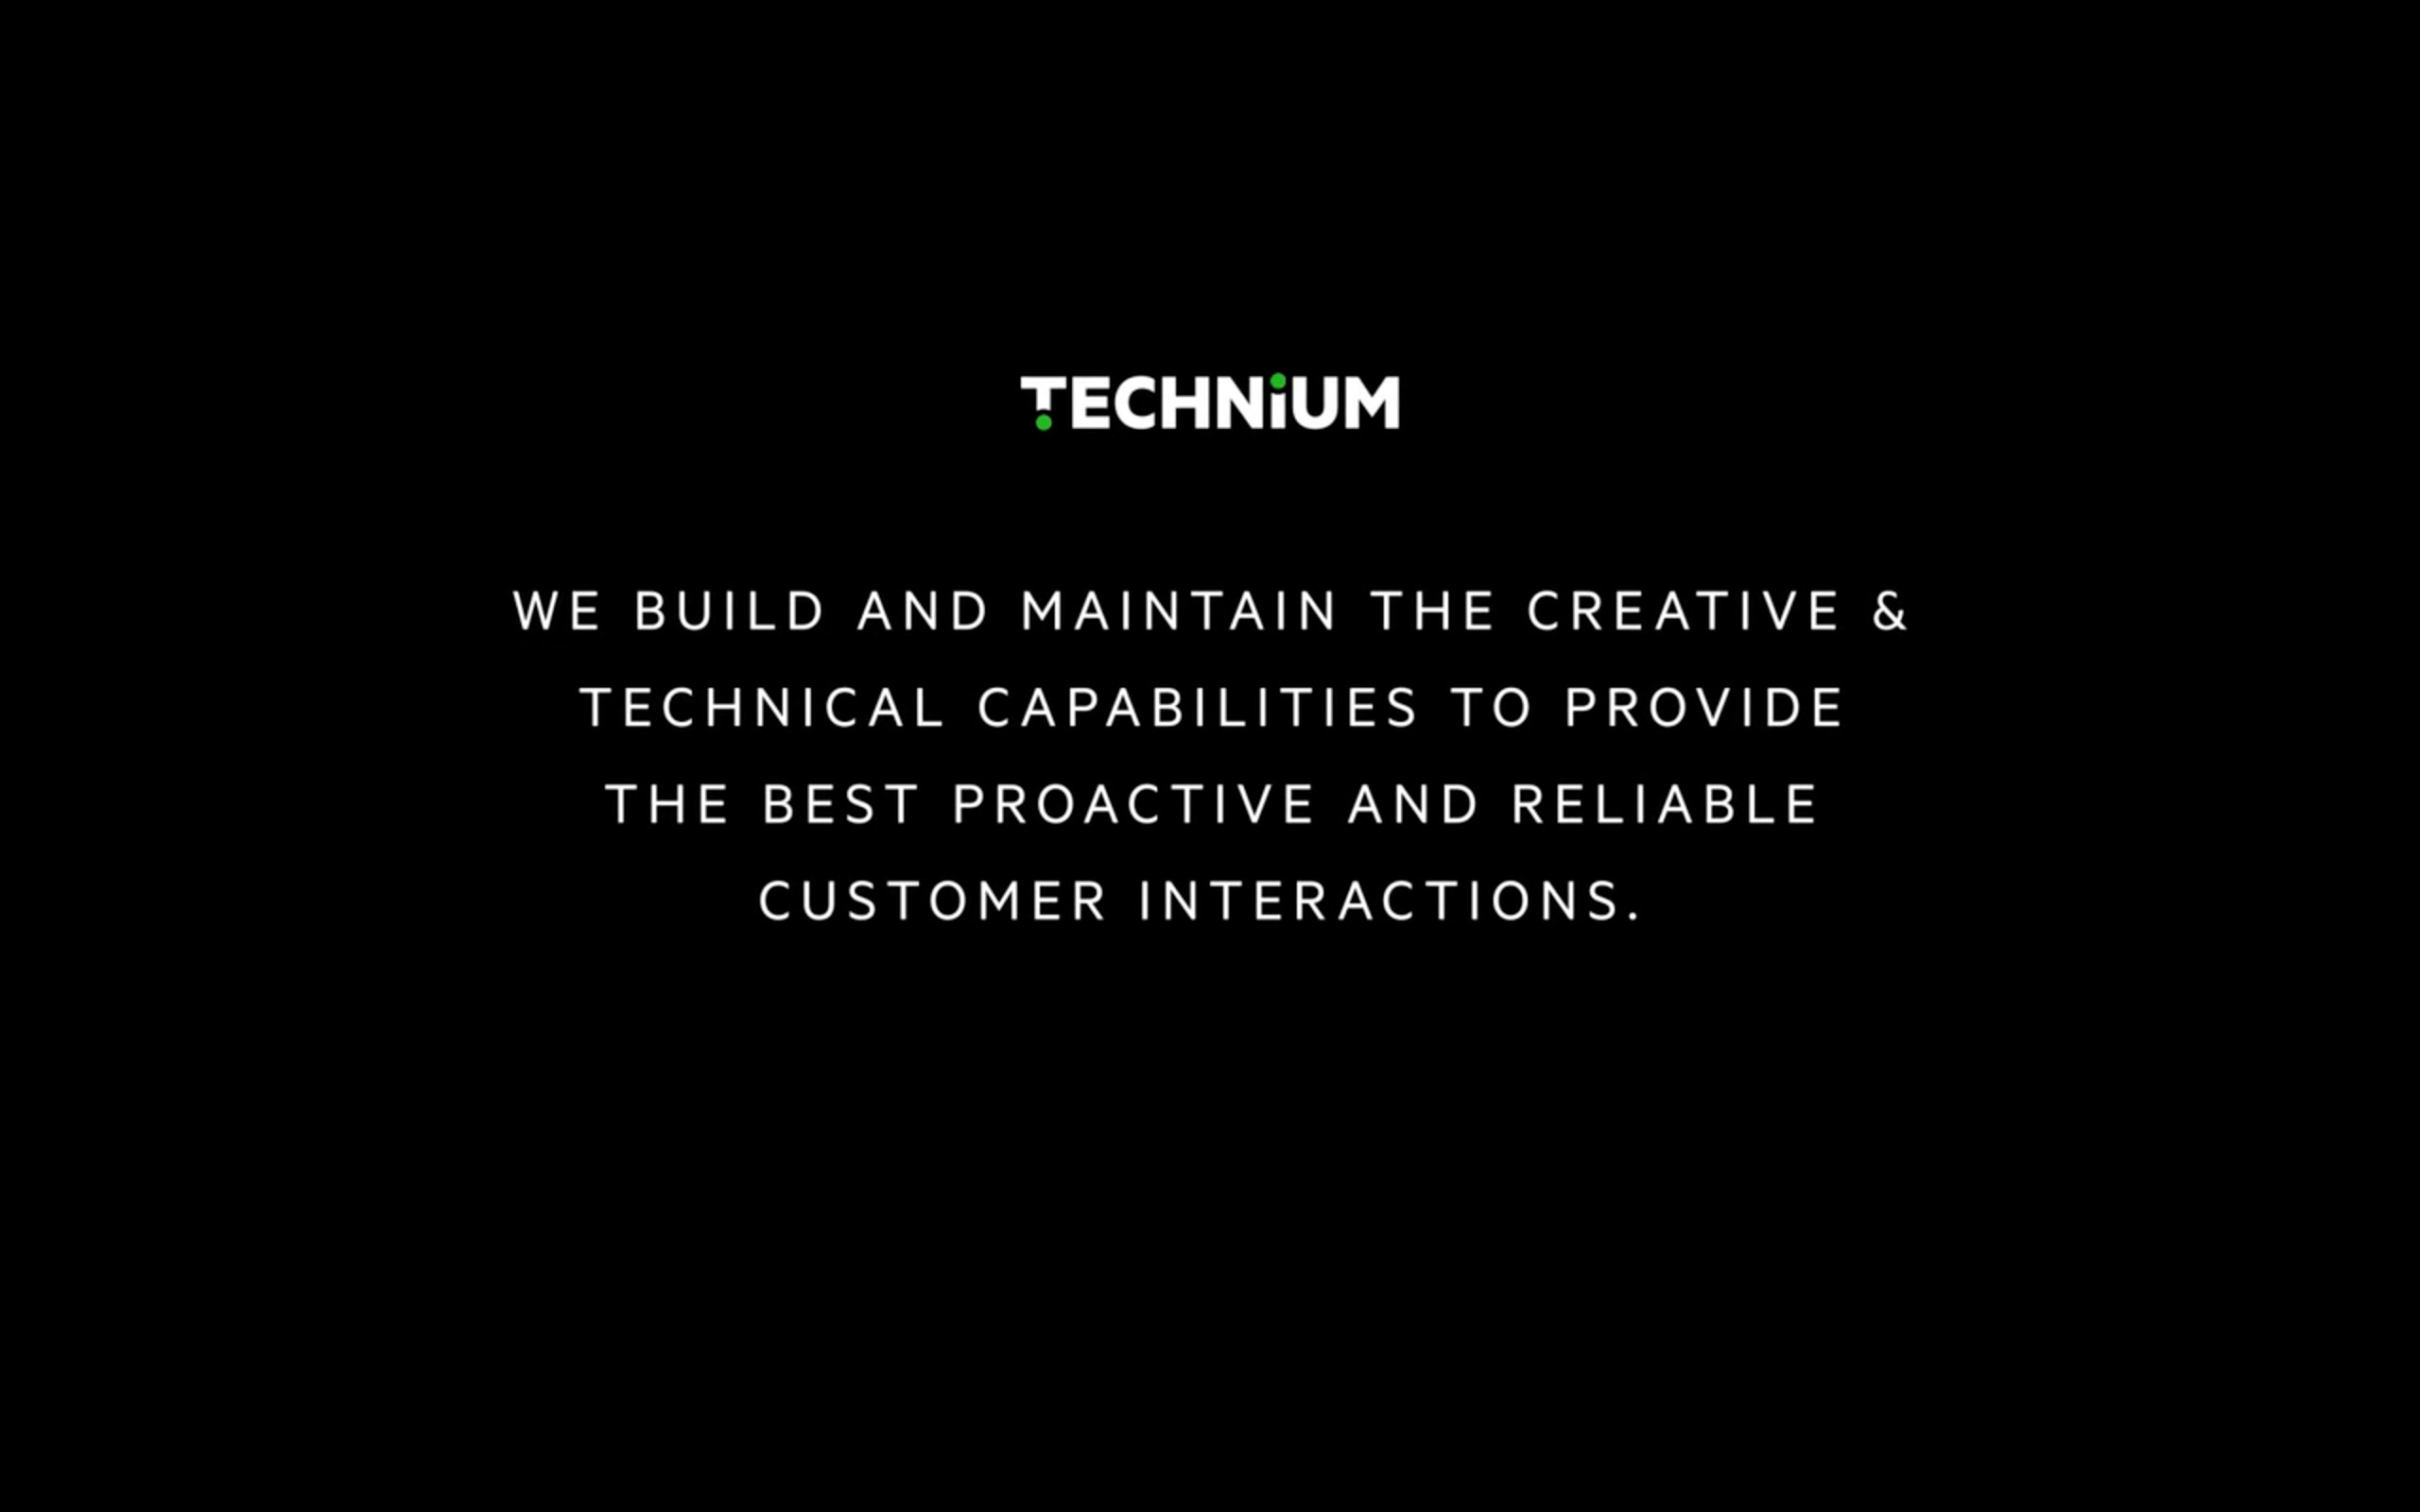 TECHNiUM
WE BUILD AND MAINTAIN THE CREATIVE &
TECHNICAL CAPABILITIES TO PROVIDE
THE BEST PROACTIVE AND RELIABLE
CUSTOMER INTERACTIONS.